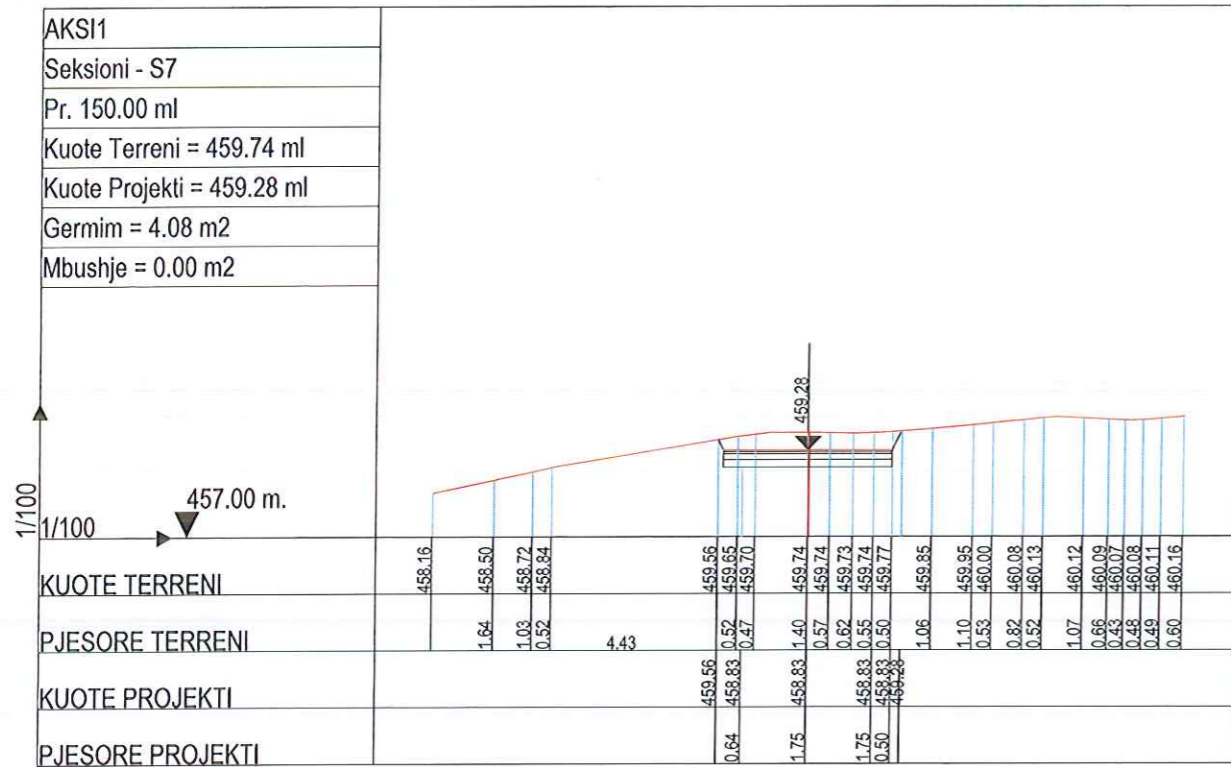 AKSI1
Seksioni - S7
Pr. 150.00 ml
Kuote Terreni = 459.74 ml
Kuote Projekti = 459.28 ml
Germim = 4.08 m2
Mbushje = 0.00 m2
459.28
1/100
457.00 m.
1/100
KUOTE TERRENI 458.16 458.50 458.72 458.84 459.56 459.65 459.70 459.74 459.74 459.73 459.74 459.77 459.85 459.95 460.00 460.08 460.13 460.12 460.09 460.07 460.08 460.11 460.16
PJESORE TERRENI 1.64 1.03 0.52 4.43 0.52 0.47 1.40 0.57 0.62 0.55 0.50 1.06 1.10 0.53 0.82 0.52 1.07 0.66 0.43 0.48 0.49 0.60
KUOTE PROJEKTI 459.56 458.83 458.83 458.83 458.83 459.28
PJESORE PROJEKTI 0.64 1.75 1.75 0.50